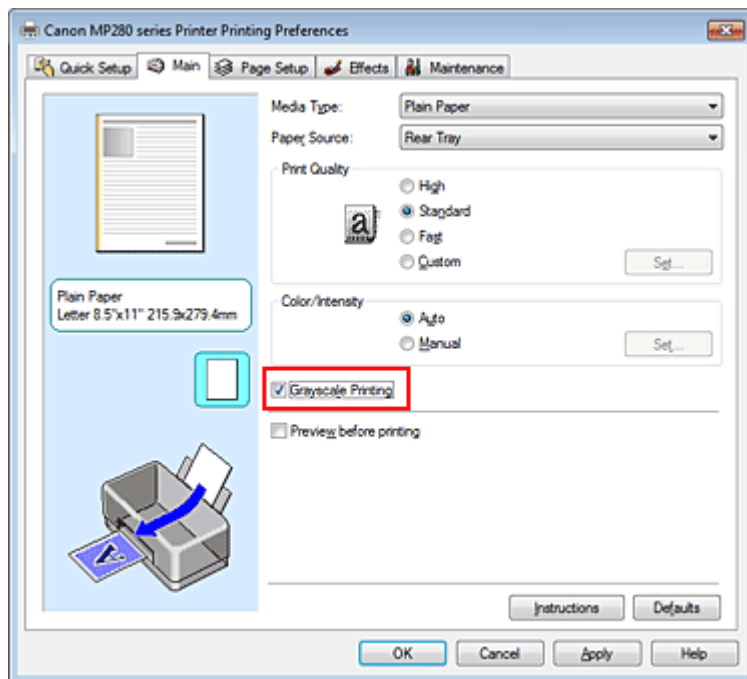 Canon MP280 series Printer Printing Preferences
Quick Setup Main Page Setup Effects Maintenance
Media Type: Plain Paper
Paper Source: Rear Tray
Print Quality
High
Standard
Fast
Custom Set...
a
Plain Paper
Letter 8.5"x11" 215.9x279.4mm
Color/Intensity
Auto
Manual Set...
Grayscale Printing
Preview before printing
A
Instructions Defaults
OK Cancel Apply Help